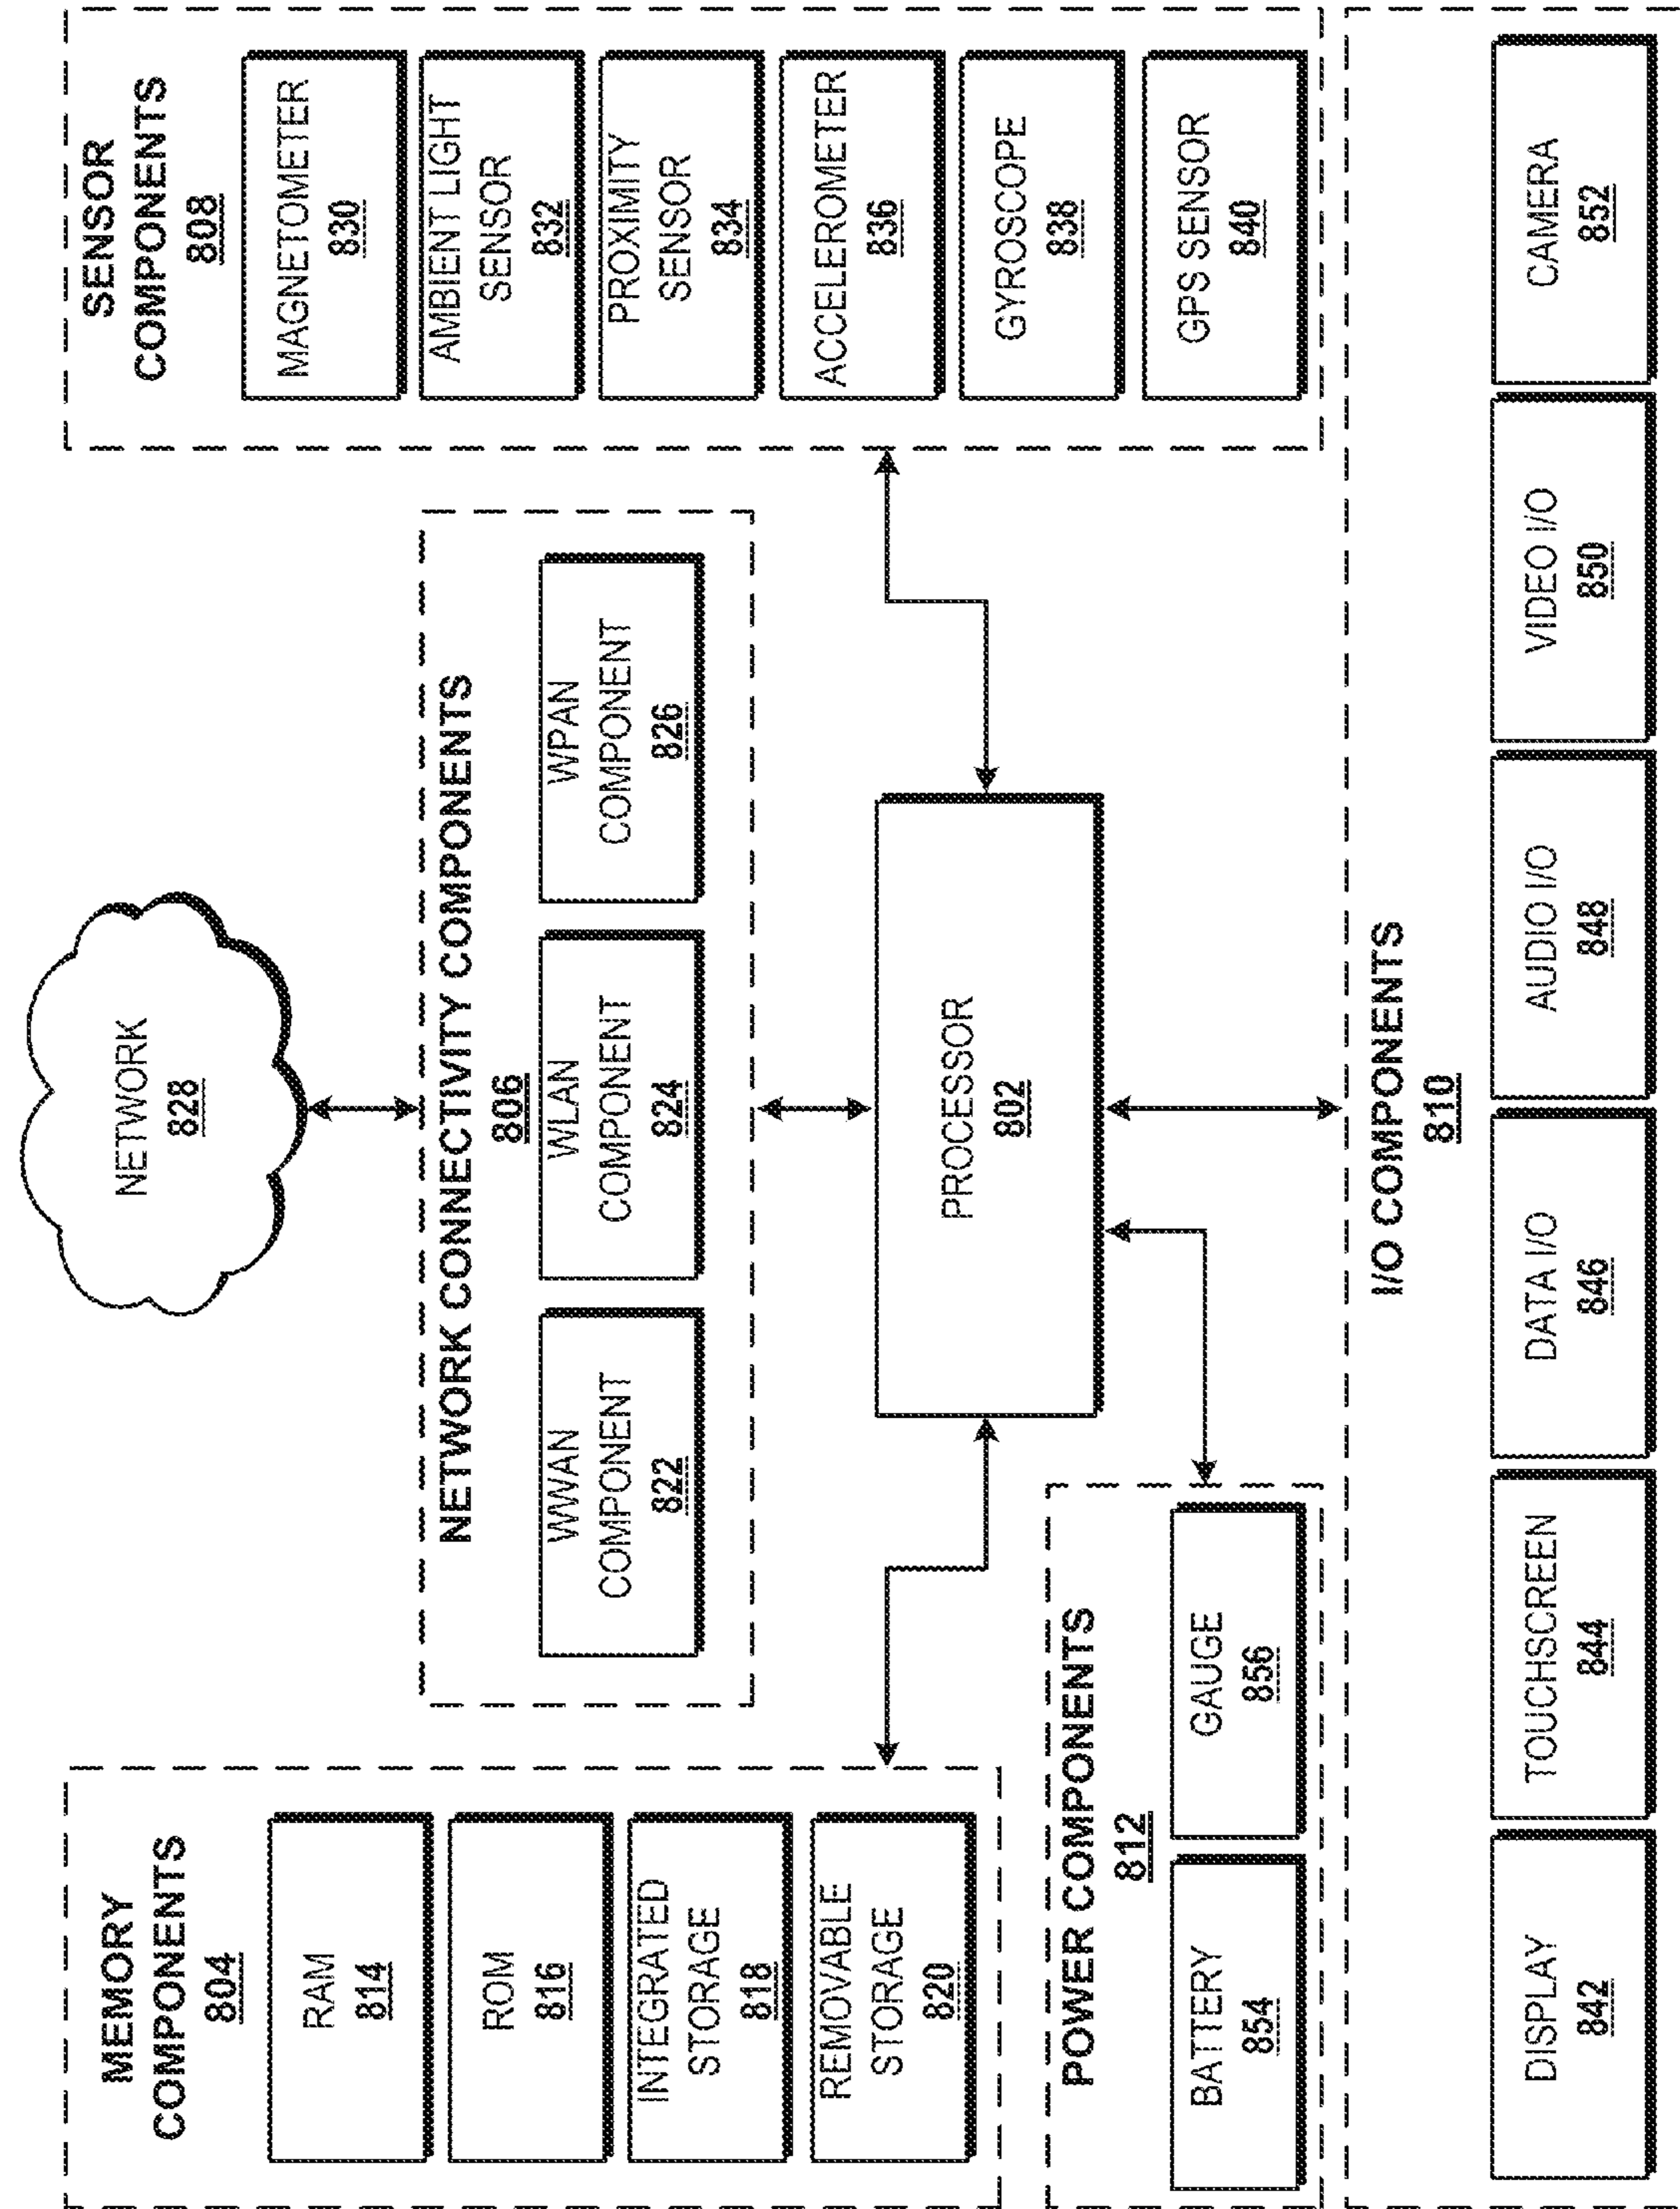 NETWORK
828
MEMORY
COMPONENTS
804
RAM
814
ROM
816
INTEGRATED
STORAGE
818
REMOVABLE
STORAGE
820
NETWORK CONNECTIVITY COMPONENTS
806
WWAN
COMPONENT
822
WLAN
COMPONENT
824
WPAN
COMPONENT
826
SENSOR
COMPONENTS
808
MAGNETOMETER
830
AMBIENT LIGHT
SENSOR
832
PROXIMITY
SENSOR
834
ACCELEROMETER
836
GYROSCOPE
838
GPS SENSOR
840
PROCESSOR
802
POWER COMPONENTS
812
BATTERY
854
GAUGE
856
I/O COMPONENTS
810
DISPLAY
842
TOUCHSCREEN
844
DATA I/O
846
AUDIO I/O
848
VIDEO I/O
850
CAMERA
852